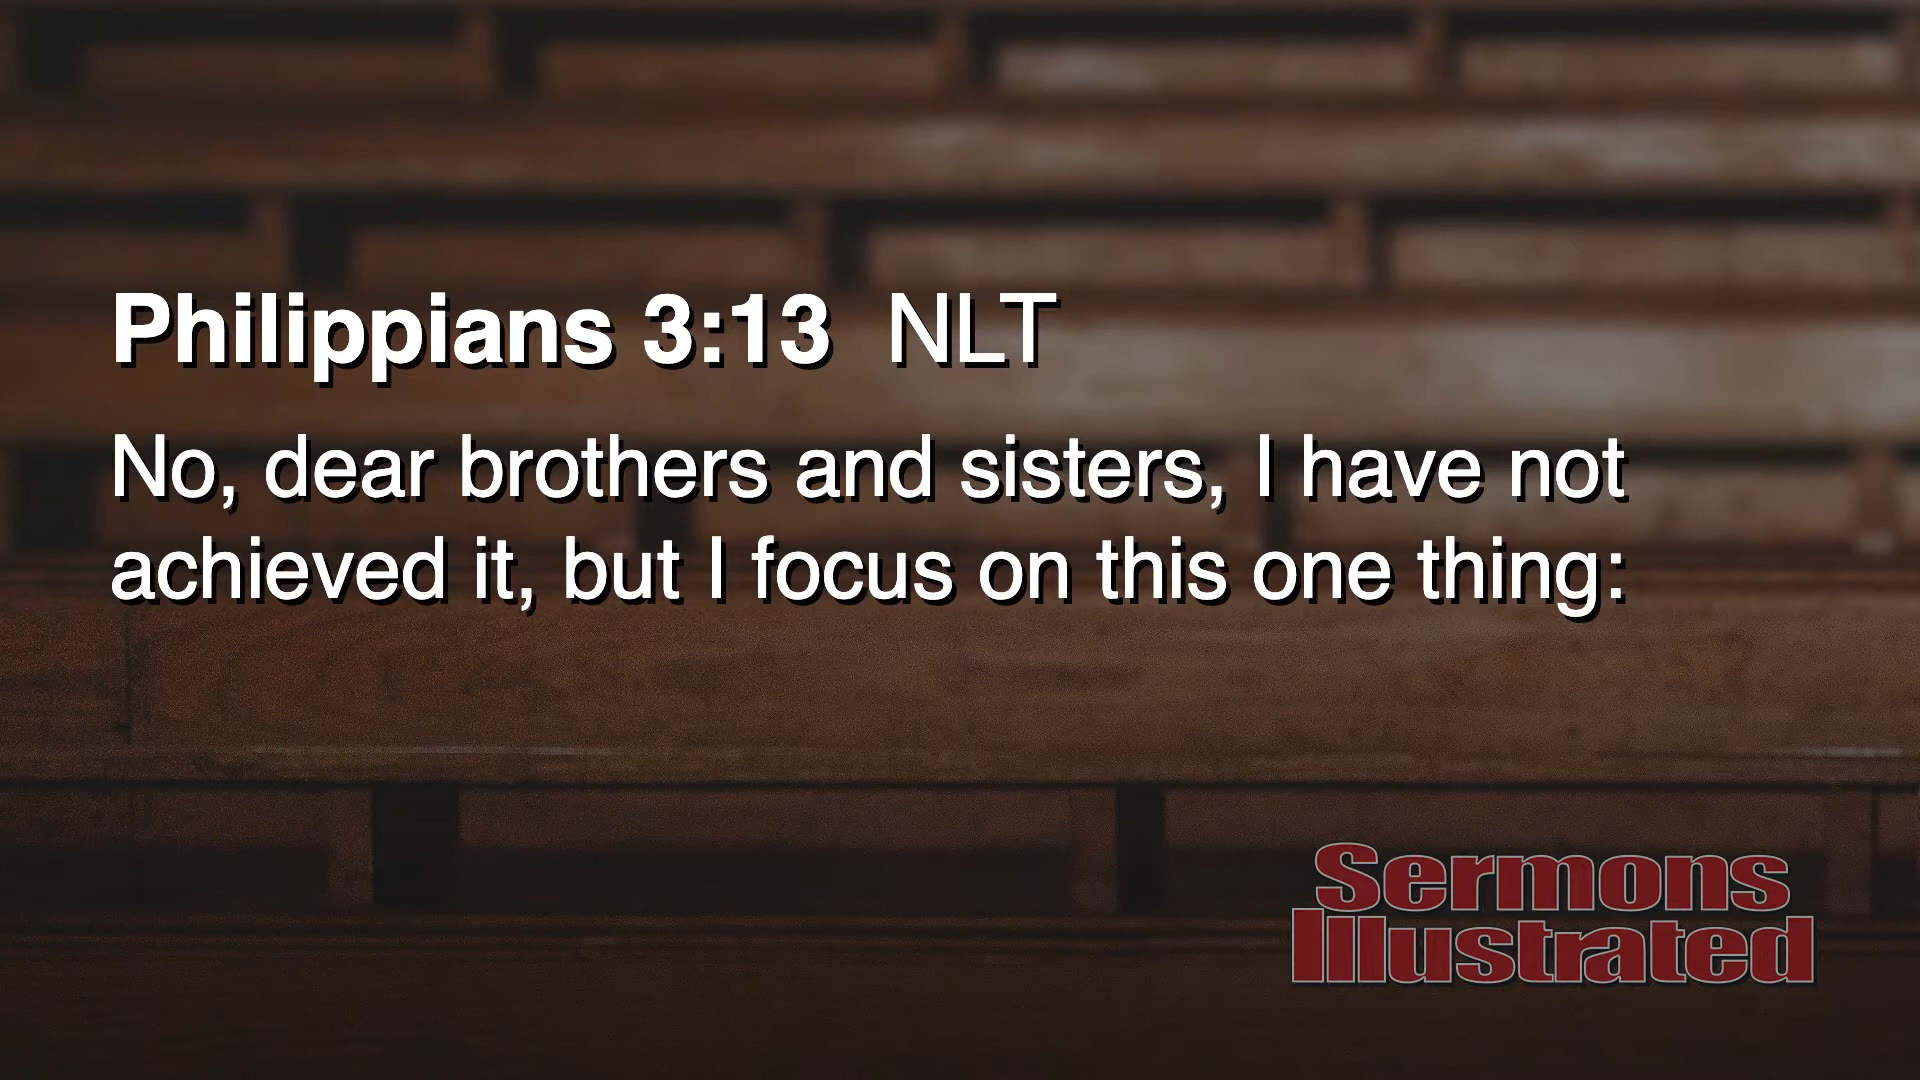 Philippians 3:13 NLT
No, dear brothers and sisters, I have not
achieved it, but I focus on this one thing:
Sermons
Illustrated